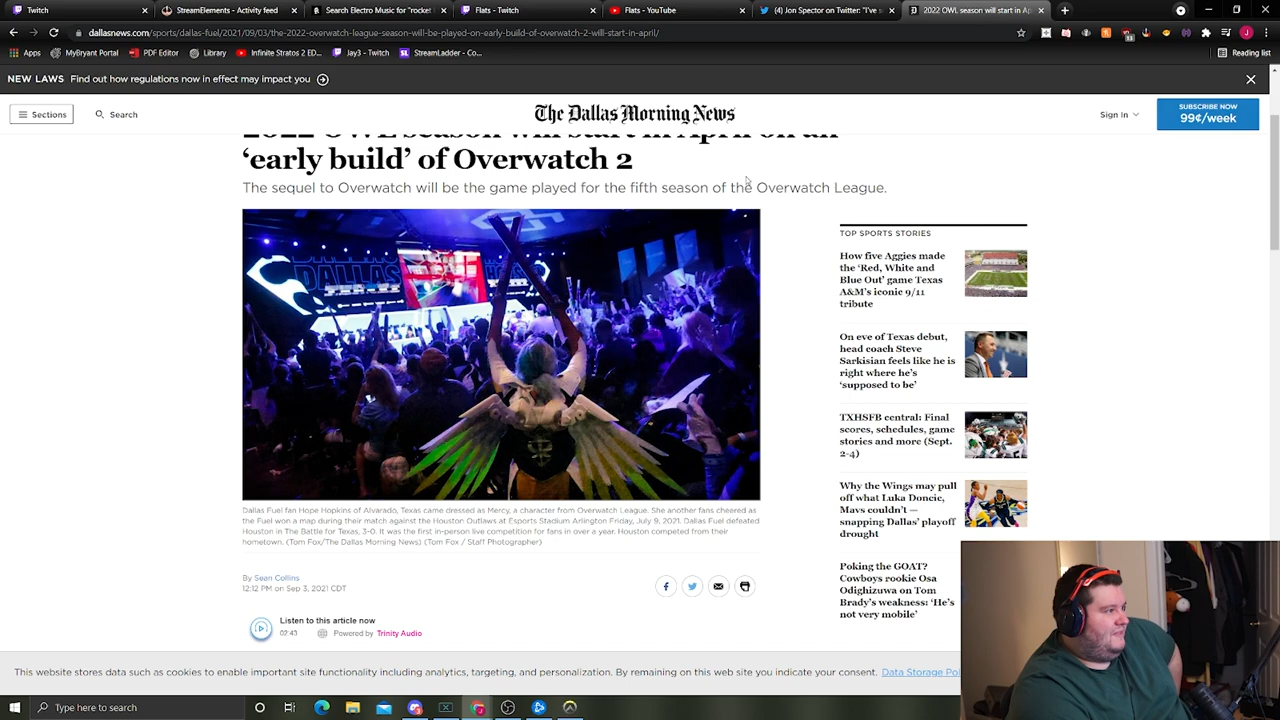 Twitch
StreamElements - Activity feed
Search Electro Music for "rocket
Flats - Twitch
Flats - YouTube
(4) Jon Spector on Twitter: "I've s
2022 OWL season will start in Apr
dallasnews.com/sports/dallas-fuel/2021/09/03/the-2022-overwatch-league-season-will-be-played-on-early-build-of-overwatch-2-will-start-in-april/
Apps
MyBryant Portal
PDF Editor
Library
Infinite Stratos 2 ED...
Jay3 - Twitch
StreamLadder - Co...
Reading list
NEW LAWS Find out how regulations now in effect may impact you
Sections
Search
The Dallas Morning News
Sign In
SUBSCRIBE NOW
99¢/week
2022 OWL season will start in April on an
'early build' of Overwatch 2
The sequel to Overwatch will be the game played for the fifth season of the Overwatch League.
DALLAS
Dallas Fuel fan Hope Hopkins of Alvarado, Texas came dressed as Mercy, a character from Overwatch League. She another fans cheered as
the Fuel won a map during their match against the Houston Outlaws at Esports Stadium Arlington Friday, July 9, 2021. Dallas Fuel defeated
Houston in The Battle for Texas, 3-0. It was the first in-person live competition for fans in over a year. Houston competed from their
hometown. (Tom Fox/The Dallas Morning News) (Tom Fox / Staff Photographer)
By Sean Collins
12:12 PM on Sep 3, 2021 CDT
Listen to this article now
02:43 Powered by Trinity Audio
TOP SPORTS STORIES
How five Aggies made
the 'Red, White and
Blue Out' game Texas
A&M's iconic 9/11
tribute
On eve of Texas debut,
head coach Steve
Sarkisian feels like he is
right where he's
'supposed to be'
TXHSFB central: Final
scores, schedules, game
stories and more (Sept.
2-4)
Why the Wings may pull
off what Luka Doncic,
Mavs couldn't —
snapping Dallas' playoff
drought
Poking the GOAT?
Cowboys rookie Osa
Odighizuwa on Tom
Brady's weakness: 'He's
not very mobile'
This website stores data such as cookies to enable important site functionality including analytics, targeting, and personalization. By remaining on this web site you indicate your consent. Data Storage Pol
Type here to search